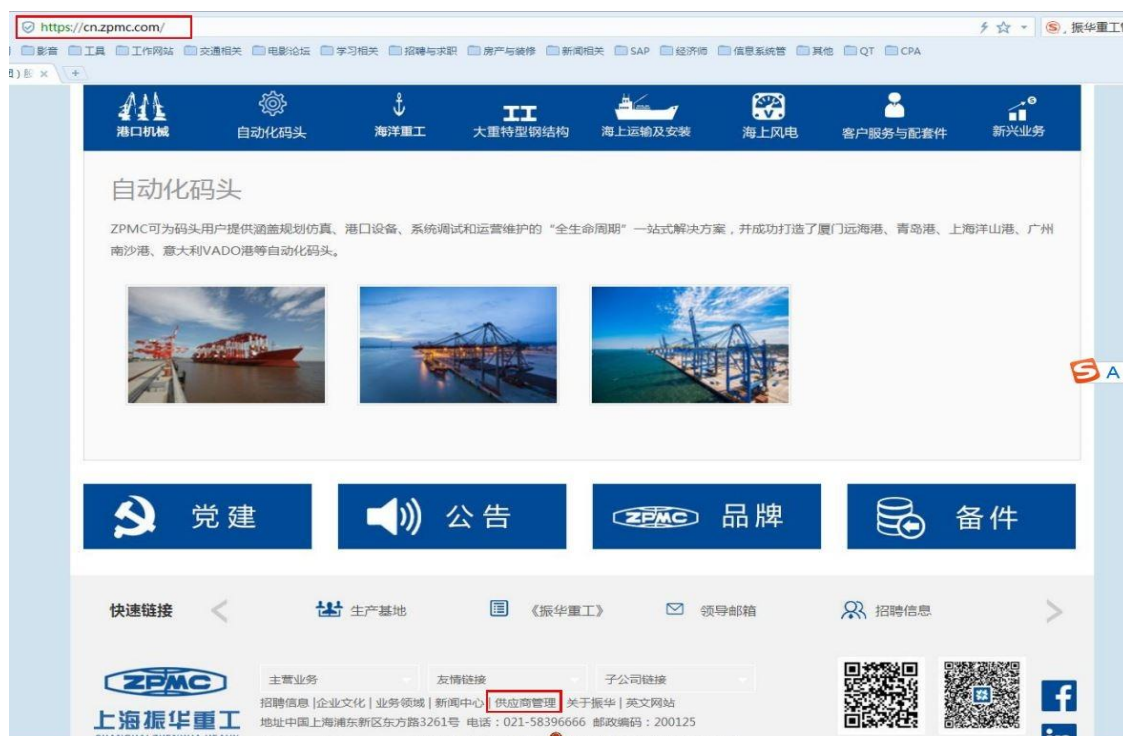 https://cn.zpmc.com/
振华重工
影音 工具 工作网站 交通相关 电影论坛 学习相关 招聘与求职 房产与装修 新闻相关 SAP 经济师 信息系统管 其他 QT CPA
港口机械 自动化码头 海洋重工 大重特型钢结构 海上运输及安装 海上风电 客户服务与配套件 新兴业务
自动化码头
ZPMC可为码头用户提供涵盖规划仿真、港口设备、系统调试和运营维护的“全生命周期”一站式解决方案，并成功打造了厦门远海港、青岛港、上海洋山港、广州
南沙港、意大利VADO港等自动化码头。
A
党建 公告 ZPMC 品牌 备件
快速链接 生产基地 《振华重工》 领导邮箱 招聘信息
ZPMC
主营业务 友情链接 子公司链接
招聘信息 | 企业文化 | 业务领域 | 新闻中心 | 供应商管理 | 关于振华 | 英文网站
上海振华重工
地址中国上海浦东新区东方路3261号 电话：021-58396666 邮政编码：200125